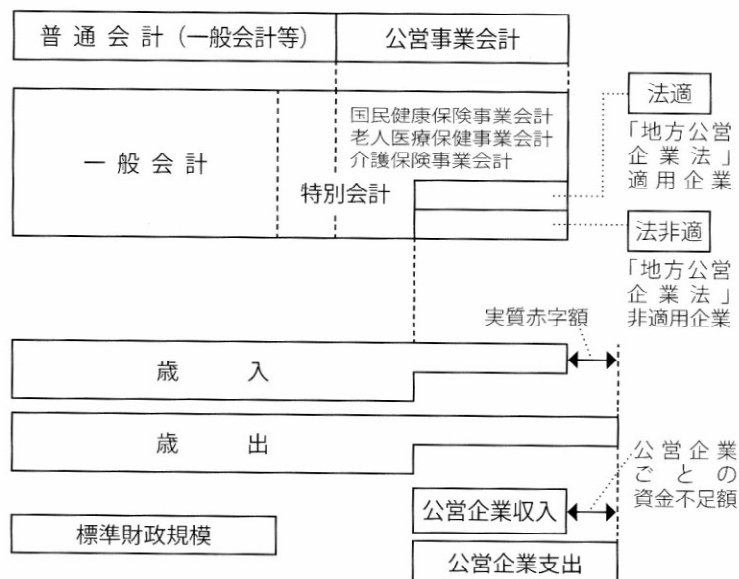 普通会計（一般会計等）
公営事業会計
一般会計
特別会計
国民健康保険事業会計
老人医療保健事業会計
介護保険事業会計
法適
「地方公営
企業法」
適用企業
法非適
「地方公営
企業法」
非適用企業
実質赤字額
歳入
歳出
公営企業
ごとの
資金不足額
公営企業収入
標準財政規模
公営企業支出